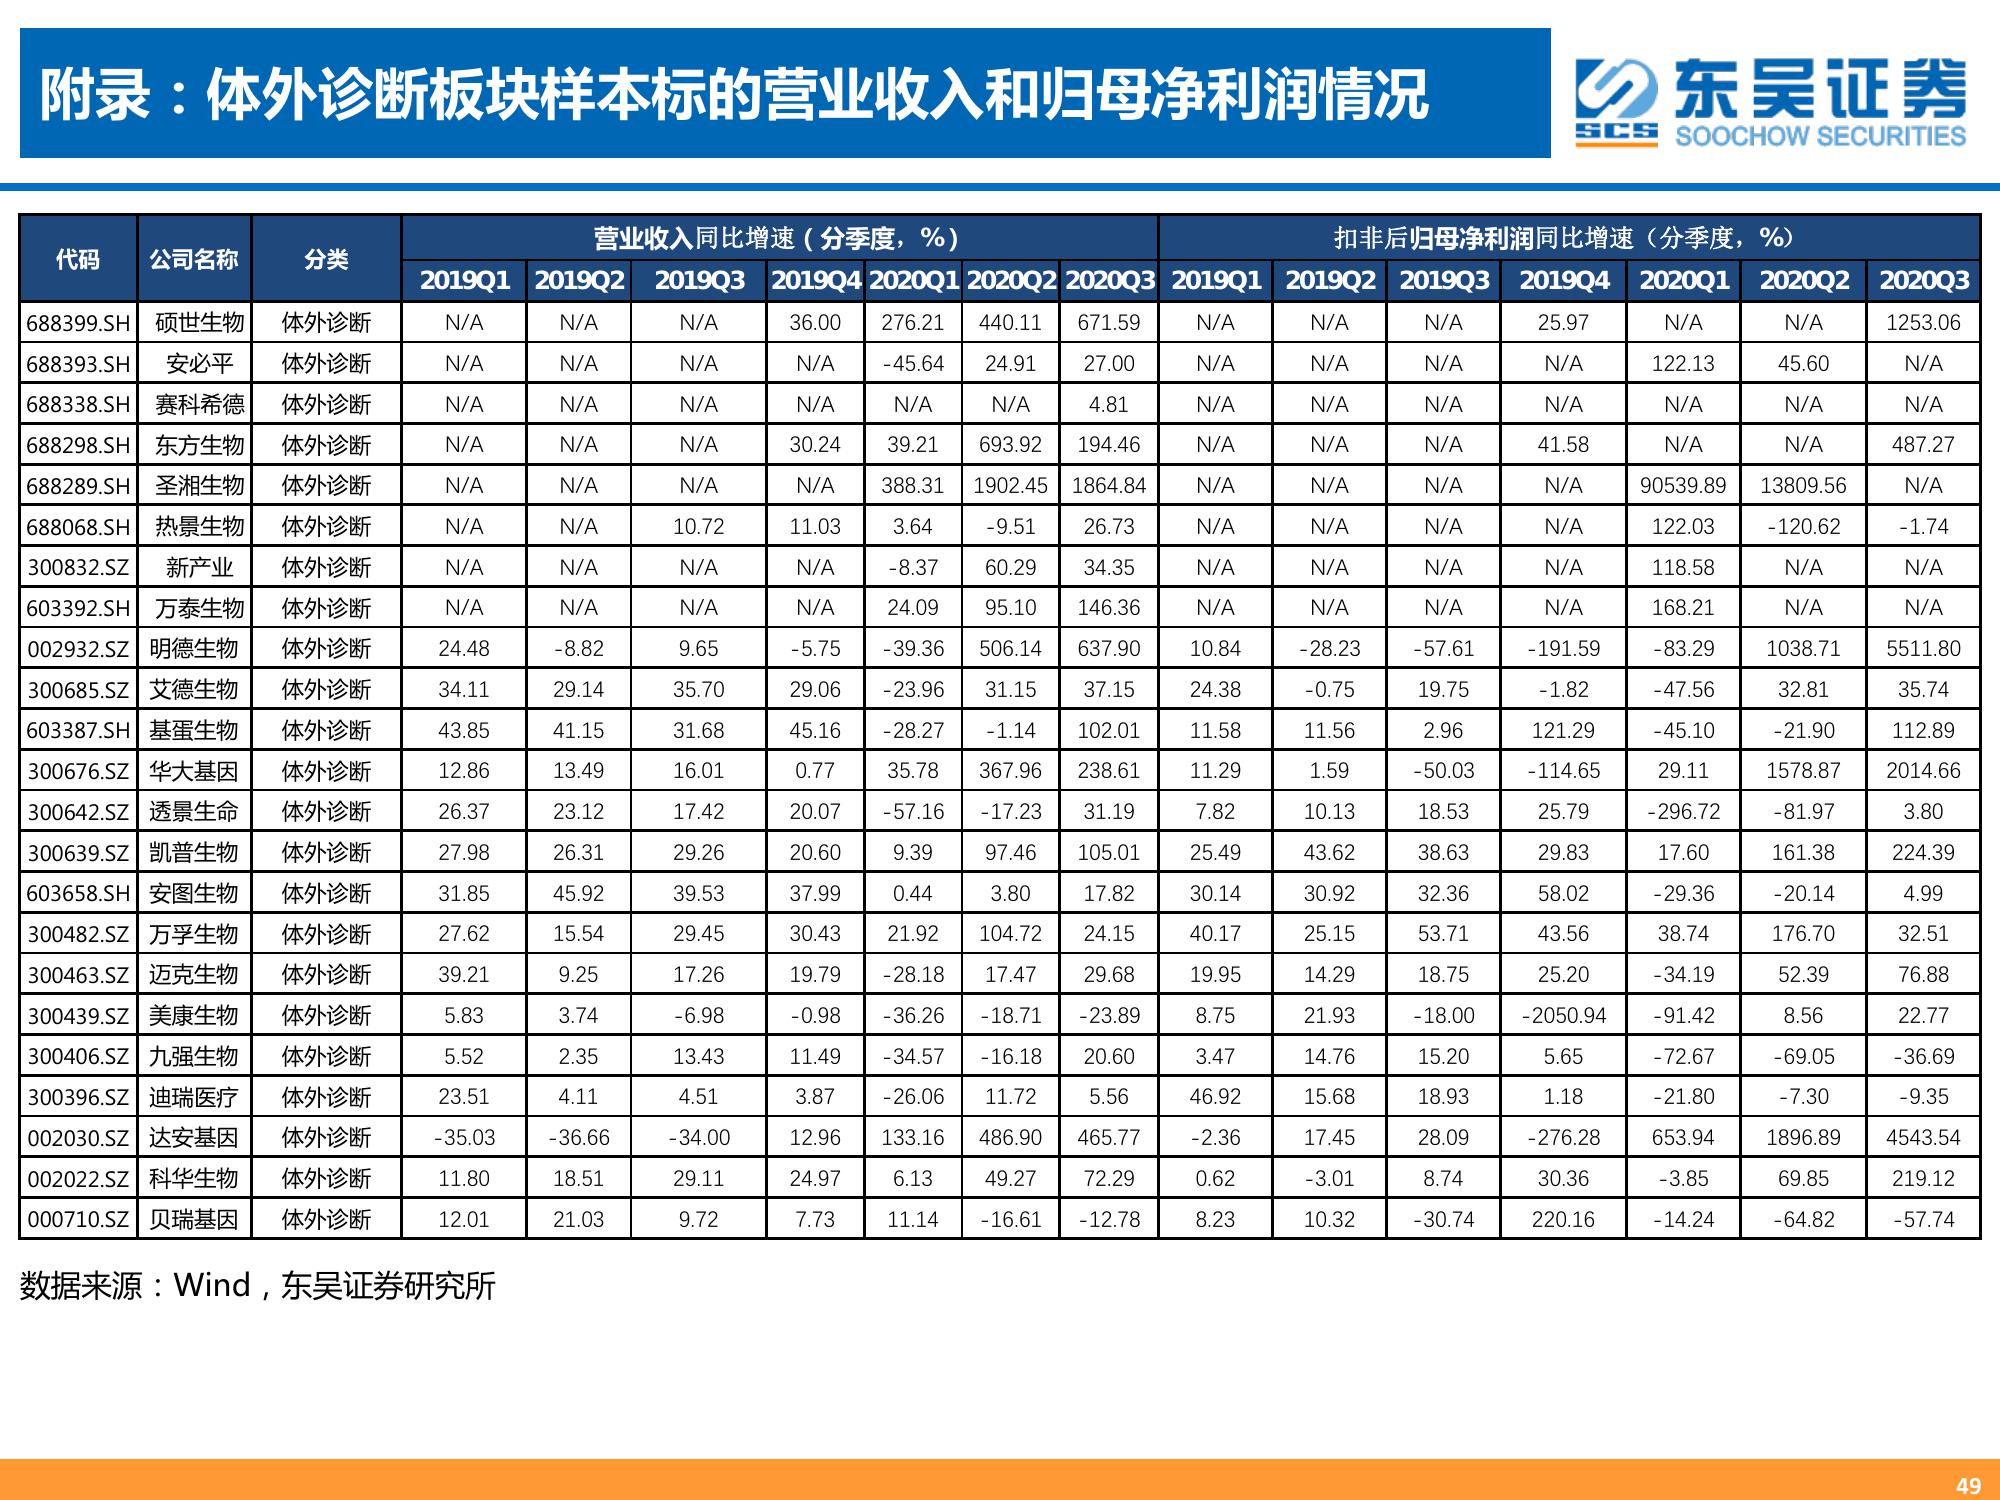 附录：体外诊断板块样本标的营业收入和归母净利润情况
SCS 东吴证券
SOOCHOW SECURITIES
代码 公司名称 分类 营业收入同比增速（分季度，%） 扣非后归母净利润同比增速（分季度，%）
2019Q1 2019Q2 2019Q3 2019Q4 2020Q1 2020Q2 2020Q3 2019Q1 2019Q2 2019Q3 2019Q4 2020Q1 2020Q2 2020Q3
688399.SH 硕世生物 体外诊断 N/A N/A N/A 36.00 276.21 440.11 671.59 N/A N/A N/A 25.97 N/A N/A 1253.06
688393.SH 安必平 体外诊断 N/A N/A N/A N/A -45.64 24.91 27.00 N/A N/A N/A N/A 122.13 45.60 N/A
688338.SH 赛科希德 体外诊断 N/A N/A N/A N/A N/A N/A 4.81 N/A N/A N/A N/A N/A N/A N/A
688298.SH 东方生物 体外诊断 N/A N/A N/A 30.24 39.21 693.92 194.46 N/A N/A N/A 41.58 N/A N/A 487.27
688289.SH 圣湘生物 体外诊断 N/A N/A N/A N/A 388.31 1902.45 1864.84 N/A N/A N/A N/A 90539.89 13809.56 N/A
688068.SH 热景生物 体外诊断 N/A N/A 10.72 11.03 3.64 -9.51 26.73 N/A N/A N/A N/A 122.03 -120.62 -1.74
300832.SZ 新产业 体外诊断 N/A N/A N/A N/A -8.37 60.29 34.35 N/A N/A N/A N/A 118.58 N/A N/A
603392.SH 万泰生物 体外诊断 N/A N/A N/A N/A 24.09 95.10 146.36 N/A N/A N/A N/A 168.21 N/A N/A
002932.SZ 明德生物 体外诊断 24.48 -8.82 9.65 -5.75 -39.36 506.14 637.90 10.84 -28.23 -57.61 -191.59 -83.29 1038.71 5511.80
300685.SZ 艾德生物 体外诊断 34.11 29.14 35.70 29.06 -23.96 31.15 37.15 24.38 -0.75 19.75 -1.82 -47.56 32.81 35.74
603387.SH 基蛋生物 体外诊断 43.85 41.15 31.68 45.16 -28.27 -1.14 102.01 11.58 11.56 2.96 121.29 -45.10 -21.90 112.89
300676.SZ 华大基因 体外诊断 12.86 13.49 16.01 0.77 35.78 367.96 238.61 11.29 1.59 -50.03 -114.65 29.11 1578.87 2014.66
300642.SZ 透景生命 体外诊断 26.37 23.12 17.42 20.07 -57.16 -17.23 31.19 7.82 10.13 18.53 25.79 -296.72 -81.97 3.80
300639.SZ 凯普生物 体外诊断 27.98 26.31 29.26 20.60 9.39 97.46 105.01 25.49 43.62 38.63 29.83 17.60 161.38 224.39
603658.SH 安图生物 体外诊断 31.85 45.92 39.53 37.99 0.44 3.80 17.82 30.14 30.92 32.36 58.02 -29.36 -20.14 4.99
300482.SZ 万孚生物 体外诊断 27.62 15.54 29.45 30.43 21.92 104.72 24.15 40.17 25.15 53.71 43.56 38.74 176.70 32.51
300463.SZ 迈克生物 体外诊断 39.21 9.25 17.26 19.79 -28.18 17.47 29.68 19.95 14.29 18.75 25.20 -34.19 52.39 76.88
300439.SZ 美康生物 体外诊断 5.83 3.74 -6.98 -0.98 -36.26 -18.71 -23.89 8.75 21.93 -18.00 -2050.94 -91.42 8.56 22.77
300406.SZ 九强生物 体外诊断 5.52 2.35 13.43 11.49 -34.57 -16.18 20.60 3.47 14.76 15.20 5.65 -72.67 -69.05 -36.69
300396.SZ 迪瑞医疗 体外诊断 23.51 4.11 4.51 3.87 -26.06 11.72 5.56 46.92 15.68 18.93 1.18 -21.80 -7.30 -9.35
002030.SZ 达安基因 体外诊断 -35.03 -36.66 -34.00 12.96 133.16 486.90 465.77 -2.36 17.45 28.09 -276.28 653.94 1896.89 4543.54
002022.SZ 科华生物 体外诊断 11.80 18.51 29.11 24.97 6.13 49.27 72.29 0.62 -3.01 8.74 30.36 -3.85 69.85 219.12
000710.SZ 贝瑞基因 体外诊断 12.01 21.03 9.72 7.73 11.14 -16.61 -12.78 8.23 10.32 -30.74 220.16 -14.24 -64.82 -57.74
数据来源：Wind，东吴证券研究所
49